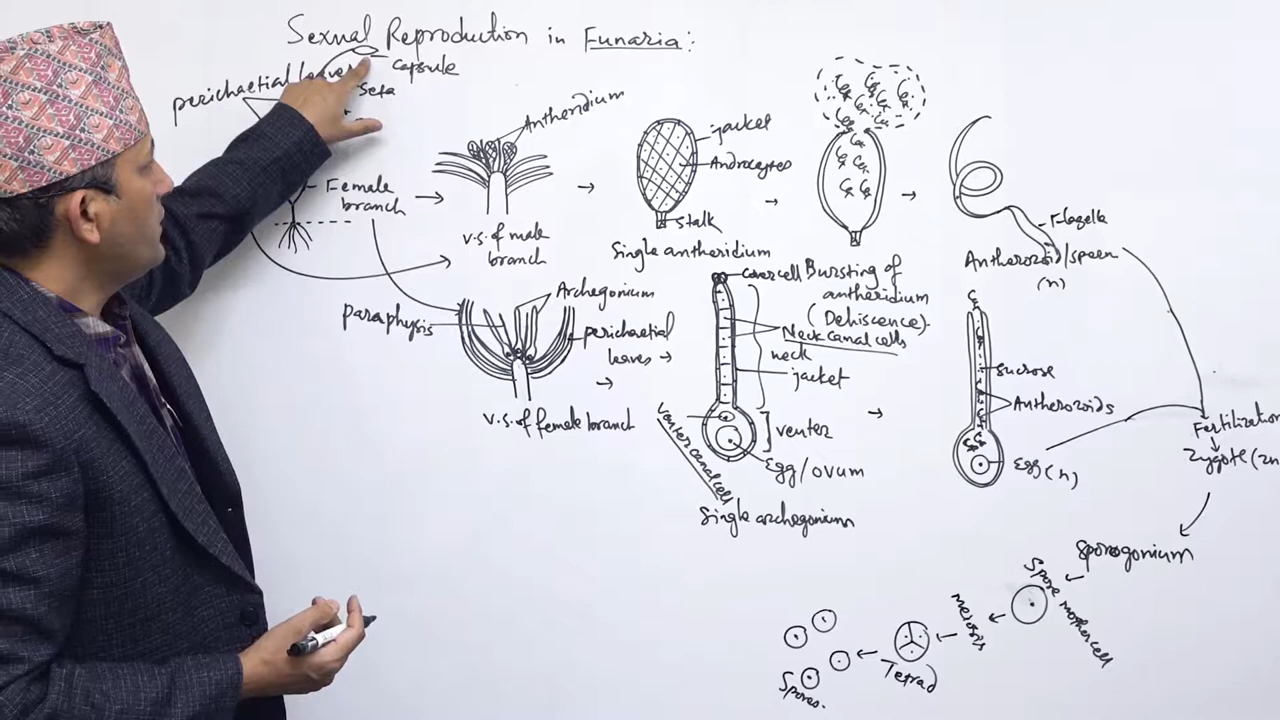 Sexual Reproduction in Funaria:
capsule
perichaetial leaves
Seta
Female
branch
Antheridium
v.s. of male
branch
jacket
Androcytes
stalk
Single antheridium
Bursting of
antheridium
(Dehiscence).
Flagella
Antherozoid/sperm
(n)
paraphysis
Archegonium
perichaetial
leaves
v.s. of female branch
Cover cell
Neck canal cells
neck
jacket
venter canal cell
venter
Egg/ovum
Single archegonium
sucrose
Antherozoids
Egg (n)
Fertilization
Zygote (2n
Sporogonium
Spore mother cell
meiosis
Tetrad
Spores.